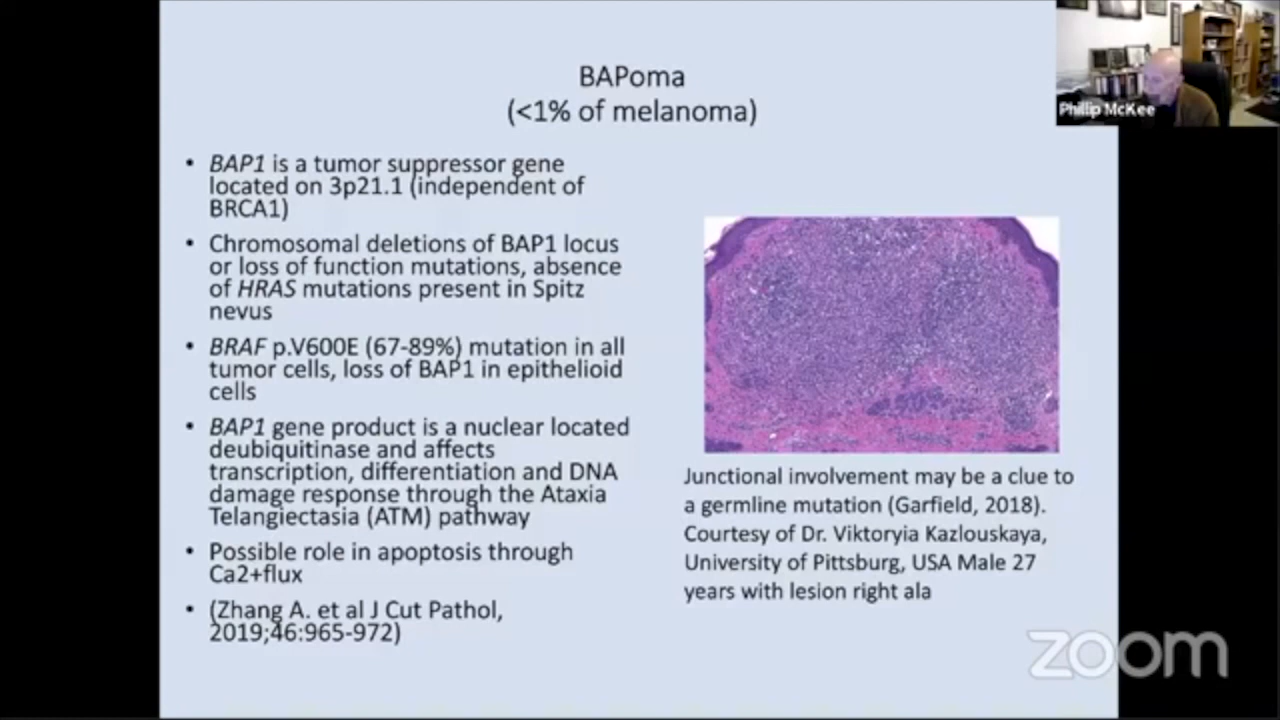 BAPoma
(<1% of melanoma)
• BAP1 is a tumor suppressor gene
located on 3p21.1 (independent of
BRCA1)
• Chromosomal deletions of BAP1 locus
or loss of function mutations, absence
of HRAS mutations present in Spitz
nevus
• BRAF p.V600E (67-89%) mutation in all
tumor cells, loss of BAP1 in epithelioid
cells
• BAP1 gene product is a nuclear located
deubiquitinase and affects
transcription, differentiation and DNA
damage response through the Ataxia
Telangiectasia (ATM) pathway
• Possible role in apoptosis through
Ca2+flux
• (Zhang A. et al J Cut Pathol,
2019;46:965-972)
Junctional involvement may be a clue to
a germline mutation (Garfield, 2018).
Courtesy of Dr. Viktoryia Kazlouskaya,
University of Pittsburg, USA Male 27
years with lesion right ala
Phillip McKee
zoom